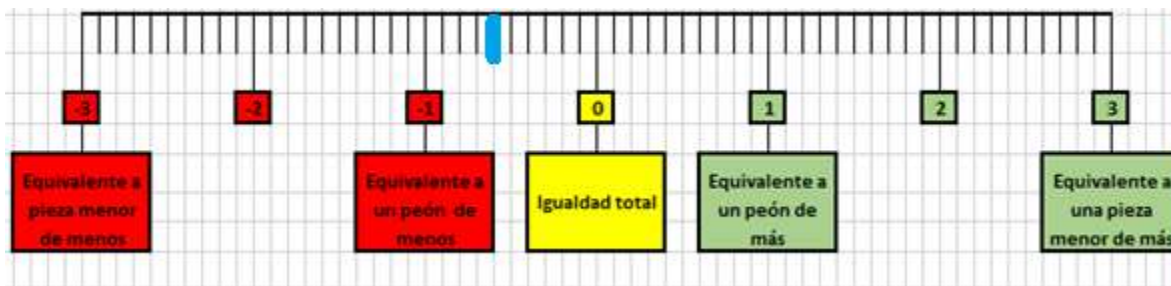 -3
-2
-1
0
1
2
3
Equivalente a
pieza menor
de menos
Equivalente a
un peón de
menos
Igualdad total
Equivalente a
un peón de
más
Equivalente a
una pieza
menor de más